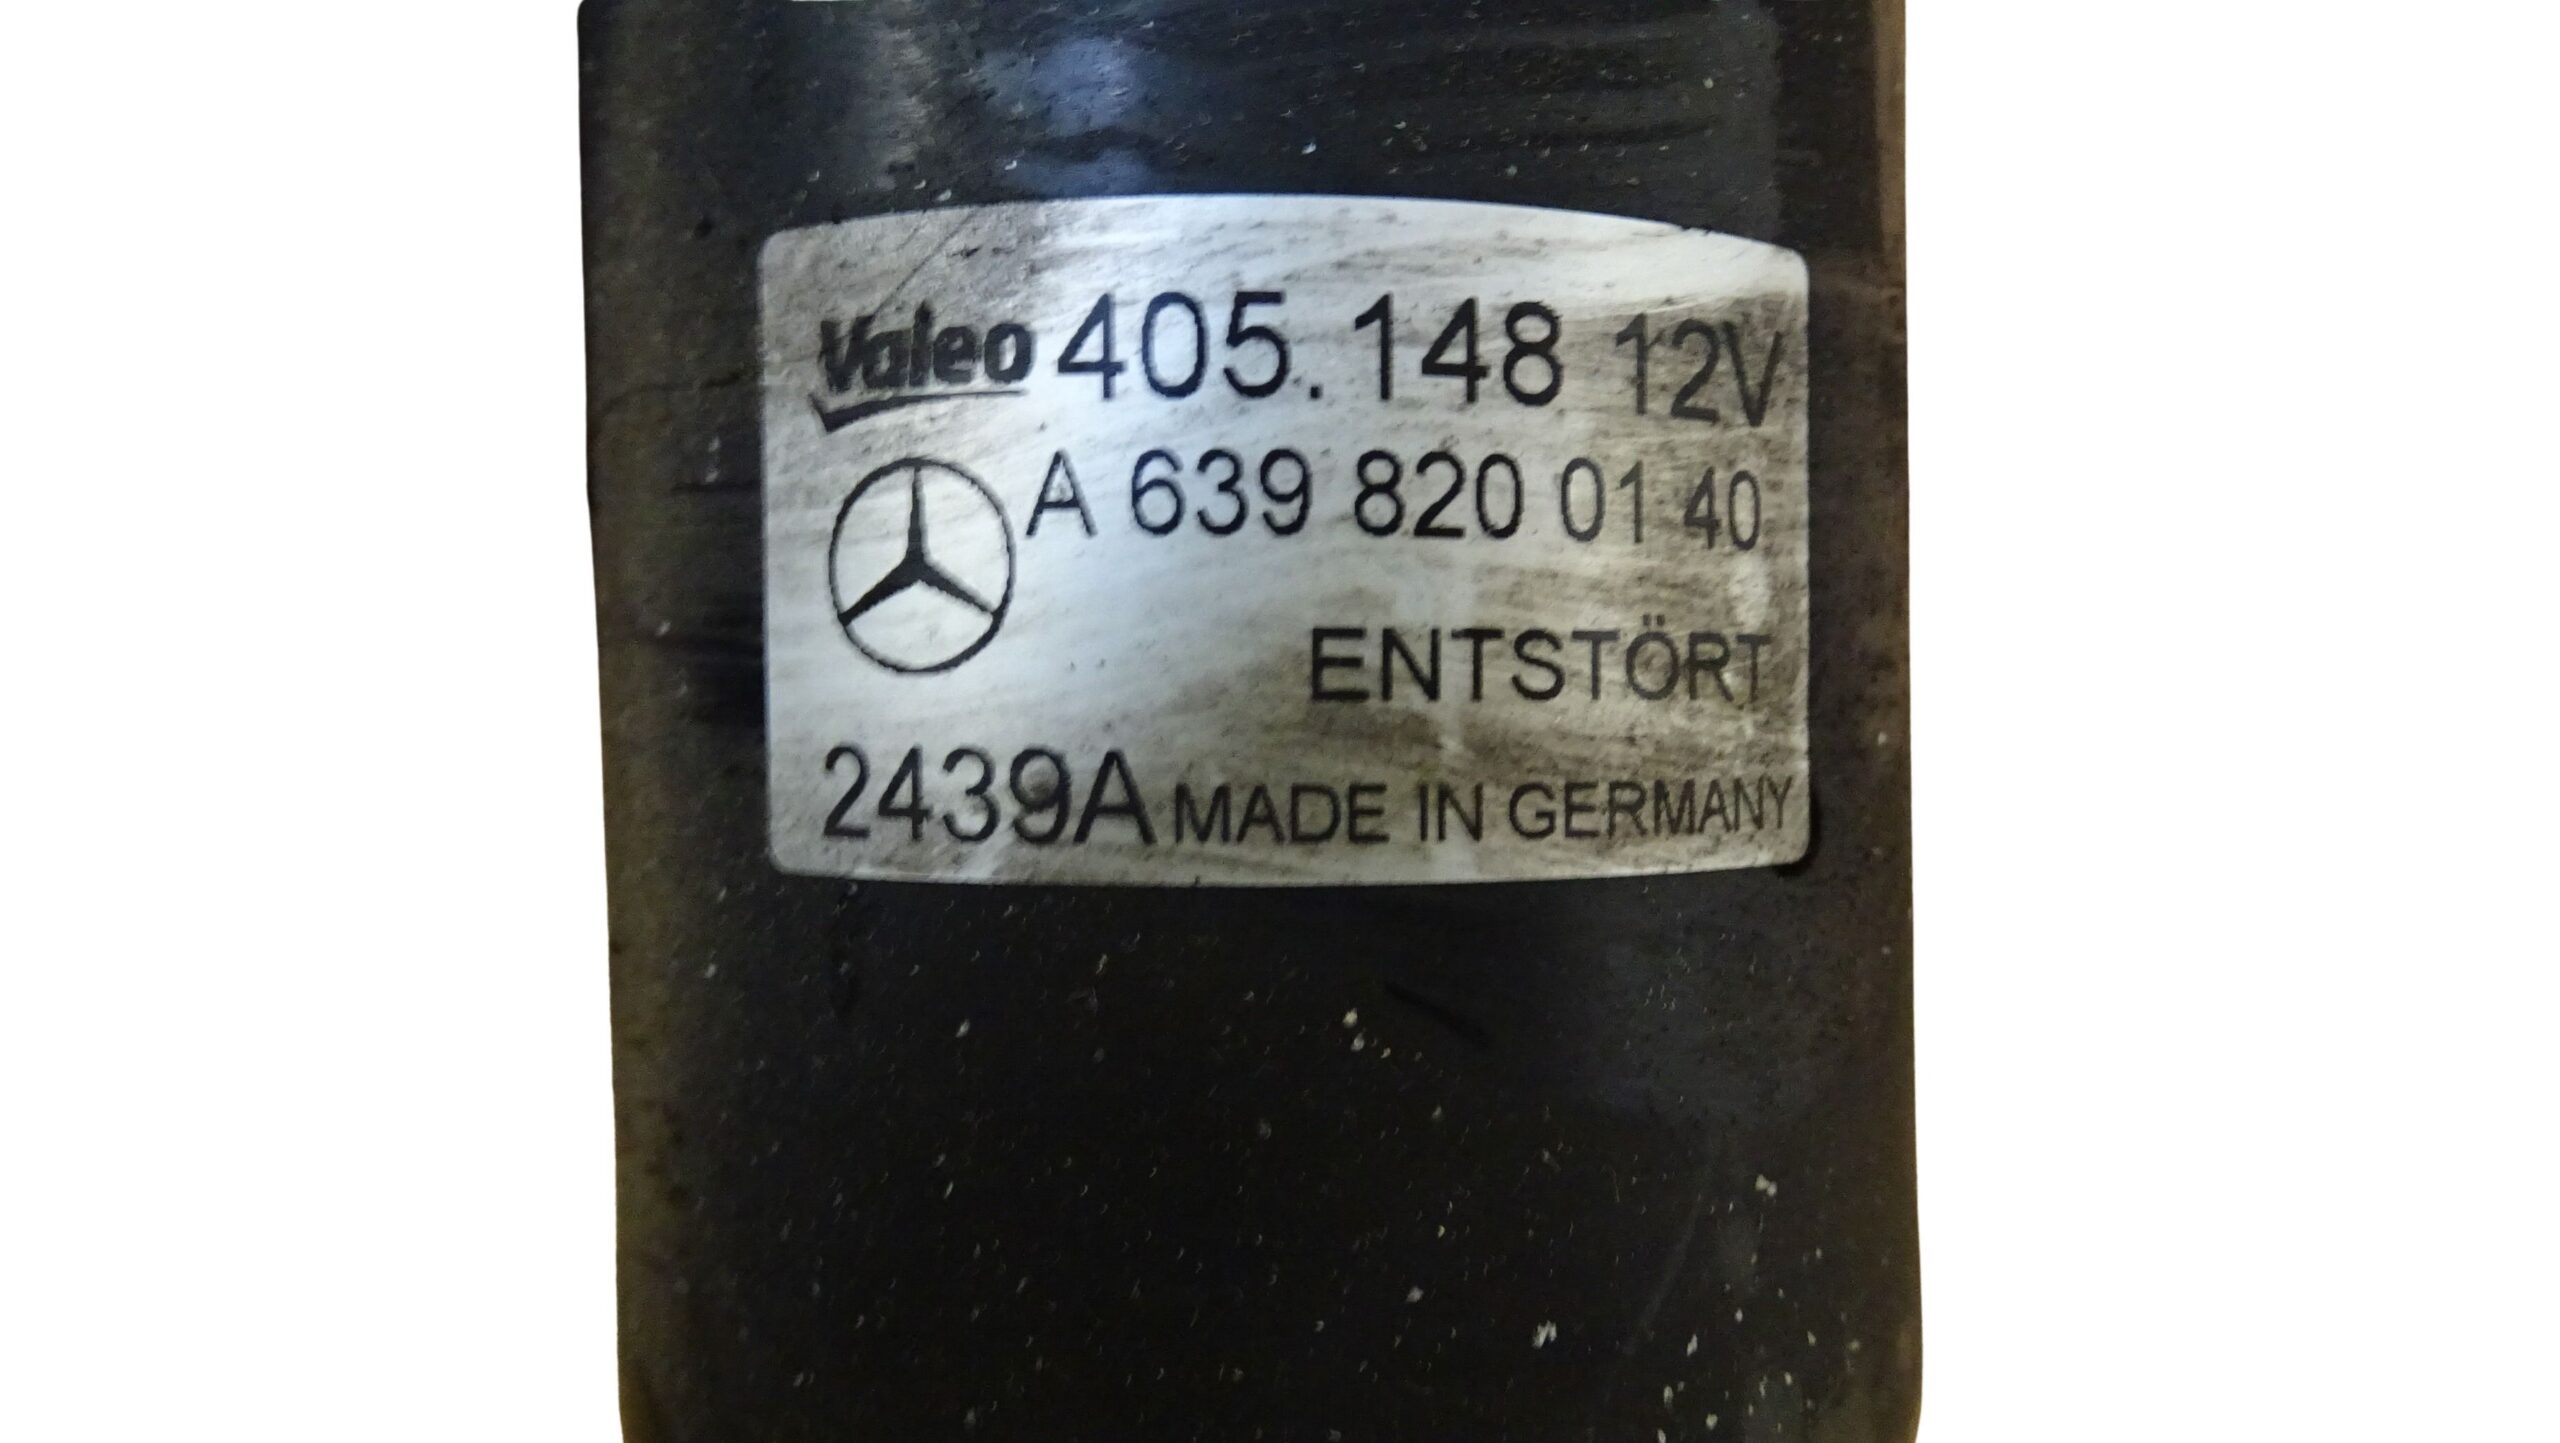 Valeo 405.148 12V
A 639 820 01 40
ENTSTÖRT
2439A MADE IN GERMANY